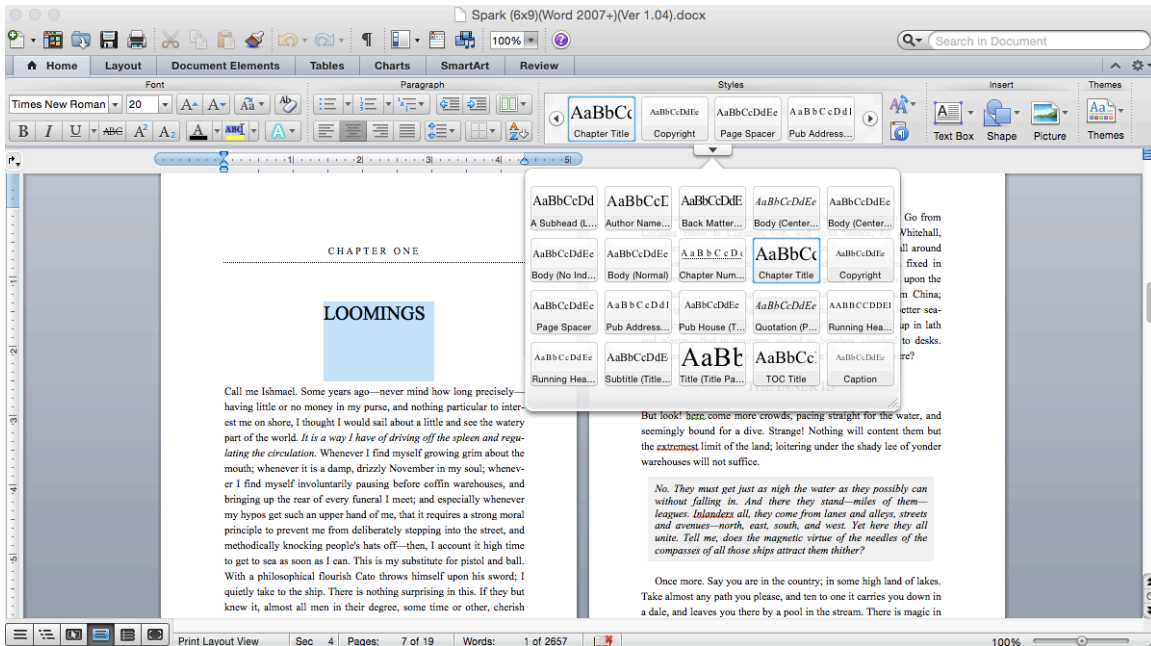 Spark (6x9)(Word 2007+)(Ver 1.04).docx
100%
Search in Document
Home Layout Document Elements Tables Charts SmartArt Review
Font Paragraph Styles Insert Themes
Times New Roman 20 A A Aa Ab
B I U ABC A² A₂ A ABC A
AaBbCc AaBbCcDdEe AaBbCcDdEe AaBbCcDdI
Chapter Title Copyright Page Spacer Pub Address...
Text Box Shape Picture Themes
1 2 3 4 5
AaBbCcDd AaBbCcD AaBbCcDdE AaBbCcDdEe AaBbCcDdEe
A Subhead (L... Author Name... Back Matter... Body (Center... Body (Center...
AaBbCcDdEe AaBbCcDdEe AaBbCcDd AaBbCc AaBbCcDdEe
Body (No Ind... Body (Normal) Chapter Num... Chapter Title Copyright
AaBbCcDdEe AaBbCcDdI AaBbCcDdEe AaBbCcDdEe AABBCCDDEI
Page Spacer Pub Address... Pub House (T... Quotation (P... Running Hea...
AaBbCcDdEe AaBbCcDdE AaBb AaBbCc AaBbCcDdEe
Running Hea... Subtitle (Title... Title (Title Pa... TOC Title Caption
CHAPTER ONE
LOOMINGS
Call me Ishmael. Some years ago—never mind how long precisely—
having little or no money in my purse, and nothing particular to inter-
est me on shore, I thought I would sail about a little and see the watery
part of the world. It is a way I have of driving off the spleen and regu-
lating the circulation. Whenever I find myself growing grim about the
mouth; whenever it is a damp, drizzly November in my soul; whenev-
er I find myself involuntarily pausing before coffin warehouses, and
bringing up the rear of every funeral I meet; and especially whenever
my hypos get such an upper hand of me, that it requires a strong moral
principle to prevent me from deliberately stepping into the street, and
methodically knocking people's hats off—then, I account it high time
to get to sea as soon as I can. This is my substitute for pistol and ball.
With a philosophical flourish Cato throws himself upon his sword; I
quietly take to the ship. There is nothing surprising in this. If they but
knew it, almost all men in their degree, some time or other, cherish
Go from
Whitehall,
all around
fixed in
upon the
m China;
better sea-
up in lath
to desks.
THE INNER ID
But look! here come more crowds, pacing straight for the water, and
seemingly bound for a dive. Strange! Nothing will content them but
the extremest limit of the land; loitering under the shady lee of yonder
warehouses will not suffice.
No. They must get just as nigh the water as they possibly can
without falling in. And there they stand—miles of them—
leagues. Inlanders all, they come from lanes and alleys, streets
and avenues—north, east, south, and west. Yet here they all
unite. Tell me, does the magnetic virtue of the needles of the
compasses of all those ships attract them thither?
Once more. Say you are in the country; in some high land of lakes.
Take almost any path you please, and ten to one it carries you down in
a dale, and leaves you there by a pool in the stream. There is magic in
Print Layout View Sec 4 Pages: 7 of 19 Words: 1 of 2657 100%